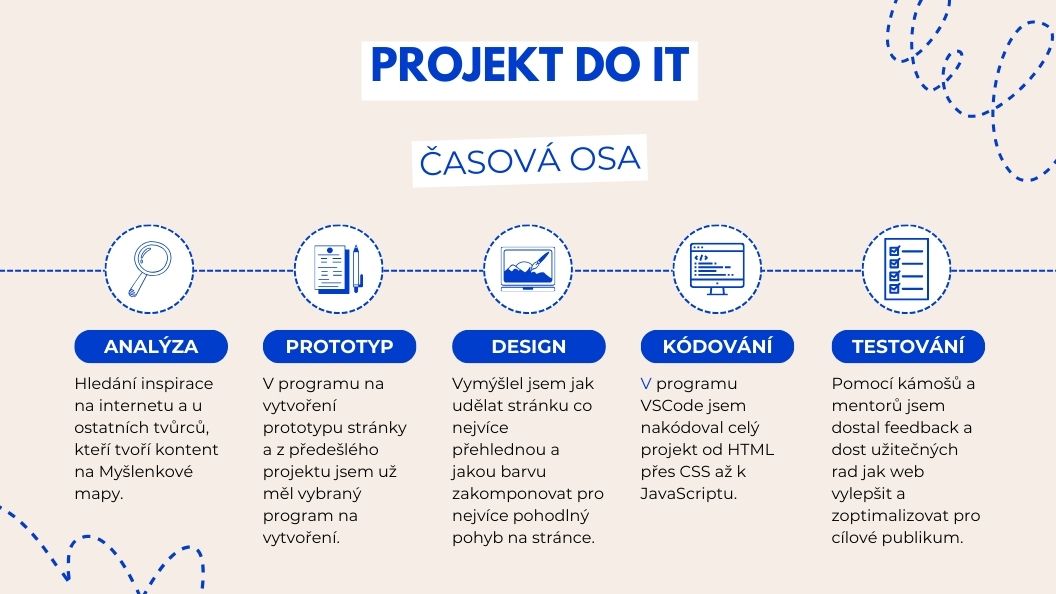 PROJEKT DO IT
ČASOVÁ OSA
ANALÝZA
Hledání inspirace
na internetu a u
ostatních tvůrců,
kteří tvoří kontent
na Myšlenkové
mapy.
PROTOTYP
V programu na
vytvoření
prototypu stránky
a z předešlého
projektu jsem už
měl vybraný
program na
vytvoření.
DESIGN
Vymýšlel jsem jak
udělat stránku co
nejvíce
přehlednou a
jakou barvu
zakomponovat pro
nejvíce pohodlný
pohyb na stránce.
KÓDOVÁNÍ
V programu
VSCode jsem
nakódoval celý
projekt od HTML
přes CSS až k
JavaScriptu.
TESTOVÁNÍ
Pomocí kámošů a
mentorů jsem
dostal feedback a
dost užitečných
rad jak web
vylepšit a
zoptimalizovat pro
cílové publikum.